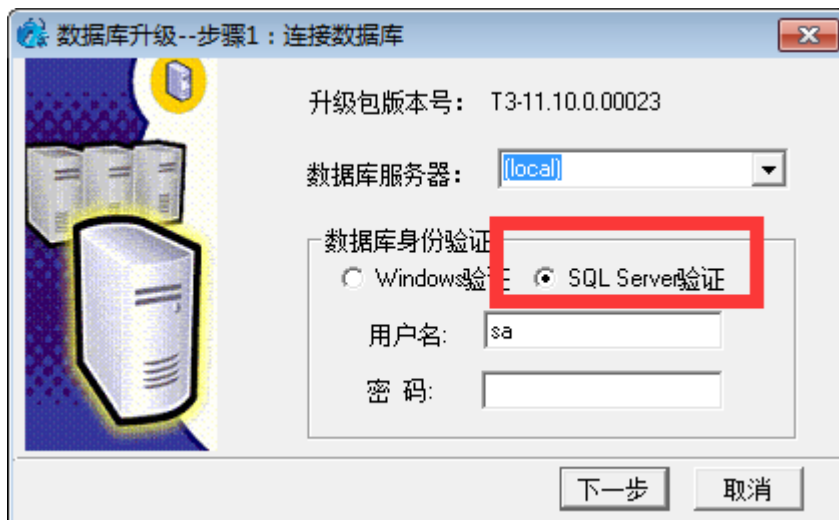 数据库升级--步骤1：连接数据库
升级包版本号： T3-11.10.0.00023
数据库服务器： (local)
数据库身份验证
Windows验证 SQL Server验证
用户名: sa
密 码:
下一步 取消